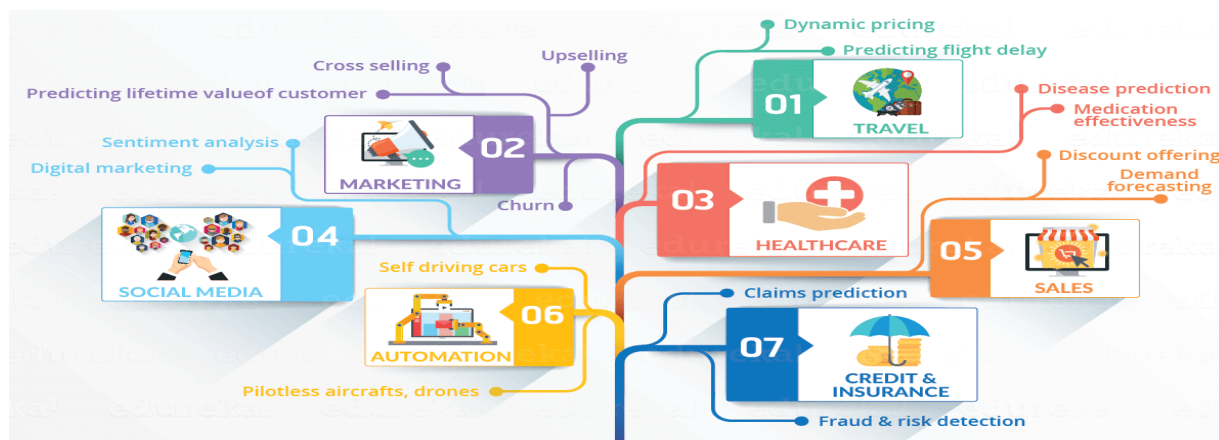 Dynamic pricing
Predicting flight delay
01
TRAVEL
Upselling
Cross selling
Predicting lifetime valueof customer
02
MARKETING
Churn
Disease prediction
Medication
effectiveness
03
HEALTHCARE
Sentiment analysis
Digital marketing
04
SOCIAL MEDIA
Discount offering
Demand
forecasting
05
SALES
Self driving cars
06
AUTOMATION
Pilotless aircrafts, drones
Claims prediction
07
CREDIT &
INSURANCE
Fraud & risk detection
edureka!